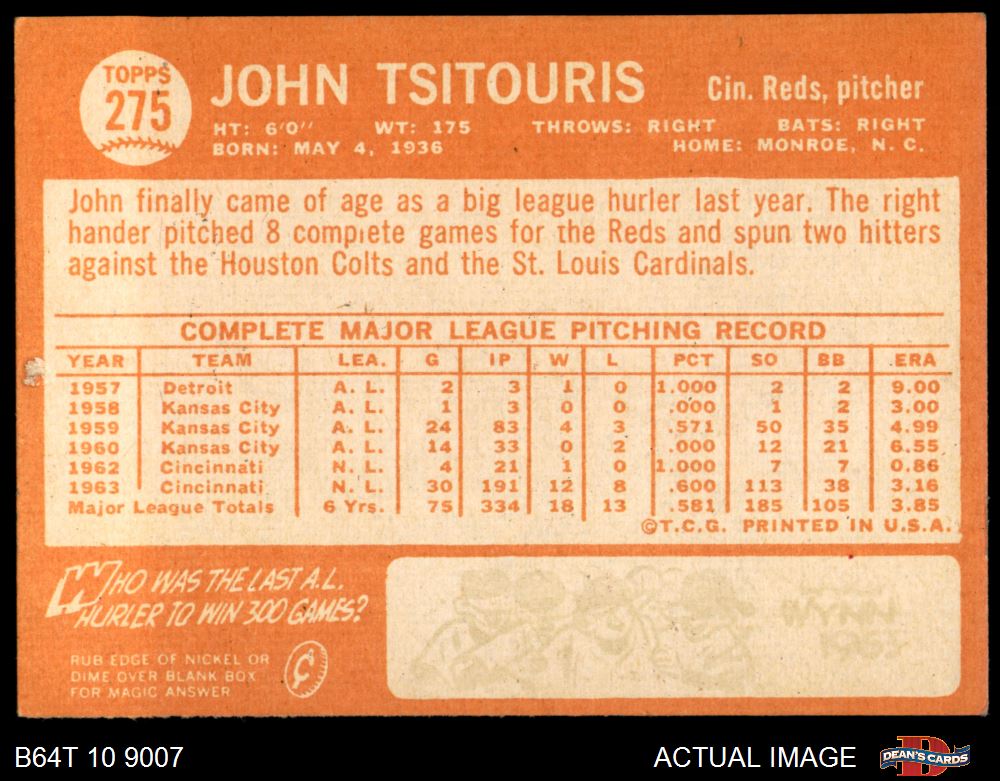 TOPPS
275
JOHN TSITOURIS
Cin. Reds, pitcher
HT: 6'0" WT: 175 THROWS: RIGHT BATS: RIGHT
BORN: MAY 4, 1936 HOME: MONROE, N. C.
John finally came of age as a big league hurler last year. The right
hander pitched 8 complete games for the Reds and spun two hitters
against the Houston Colts and the St. Louis Cardinals.
COMPLETE MAJOR LEAGUE PITCHING RECORD
YEAR TEAM LEA. G IP W L PCT SO BB ERA
1957 Detroit A. L. 2 3 1 0 1.000 2 2 9.00
1958 Kansas City A. L. 1 3 0 0 .000 1 2 3.00
1959 Kansas City A. L. 24 83 4 3 .571 50 35 4.99
1960 Kansas City A. L. 14 33 0 2 .000 12 21 6.55
1962 Cincinnati N. L. 4 21 1 0 1.000 7 7 0.86
1963 Cincinnati N. L. 30 191 12 8 .600 113 38 3.16
Major League Totals 6 Yrs. 75 334 18 13 .581 185 105 3.85
©T.C.G. PRINTED IN U.S.A.
WHO WAS THE LAST A.L.
HURLER TO WIN 300 GAMES?
RUB EDGE OF NICKEL OR
DIME OVER BLANK BOX
FOR MAGIC ANSWER
¢
WYNN
1963
B64T 10 9007
ACTUAL IMAGE
DEAN'S CARDS